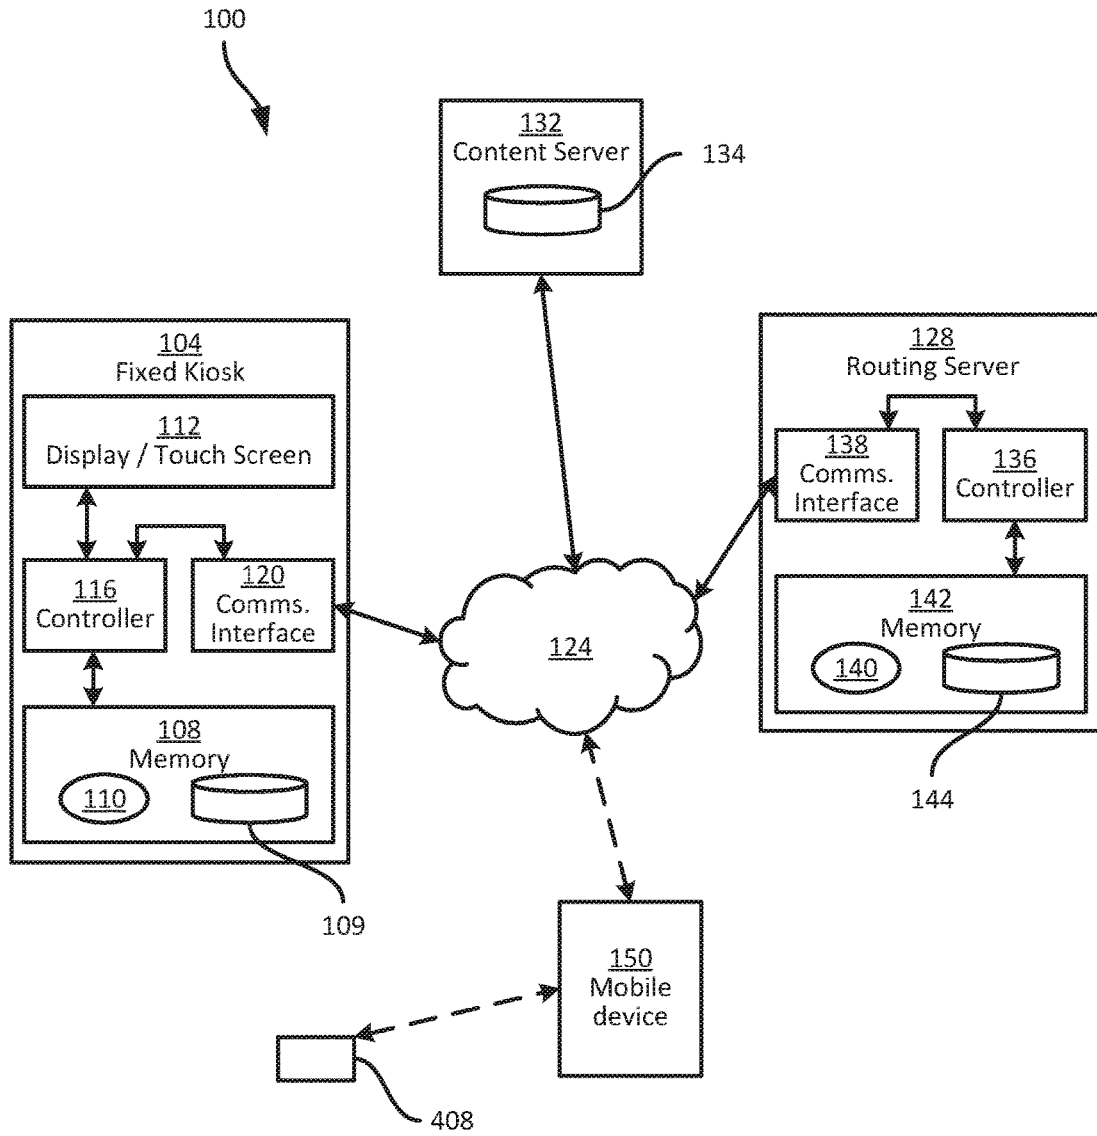 100
132
Content Server
134
104
Fixed Kiosk
112
Display / Touch Screen
116
Controller
120
Comms.
Interface
108
Memory
110
109
128
Routing Server
138
Comms.
Interface
136
Controller
142
Memory
140
144
124
150
Mobile
device
408